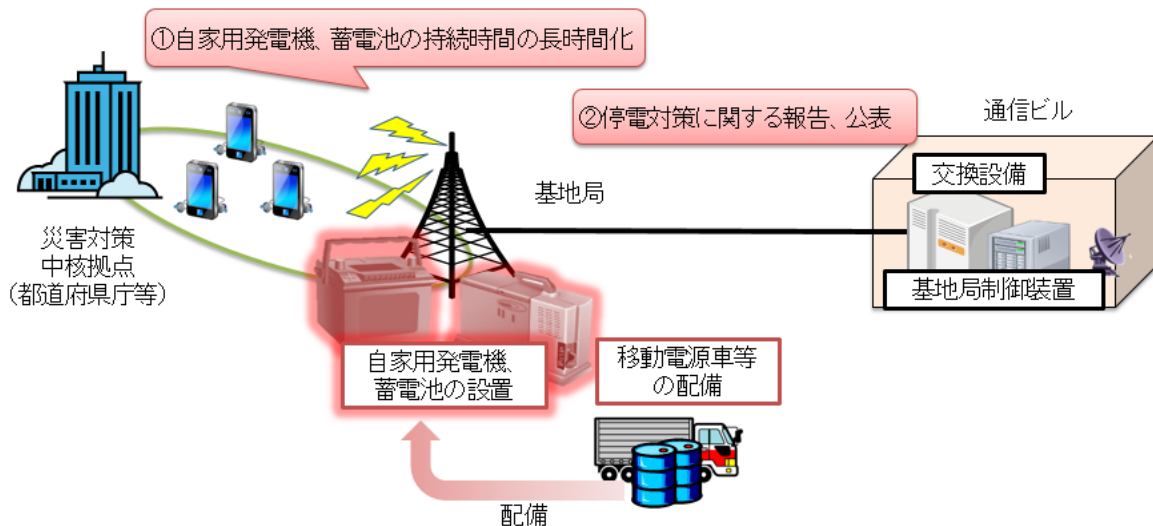 ①自家用発電機、蓄電池の持続時間の長時間化
②停電対策に関する報告、公表
通信ビル
交換設備
基地局
基地局制御装置
災害対策
中核拠点
（都道府県庁等）
自家用発電機、
蓄電池の設置
移動電源車等
の配備
配備